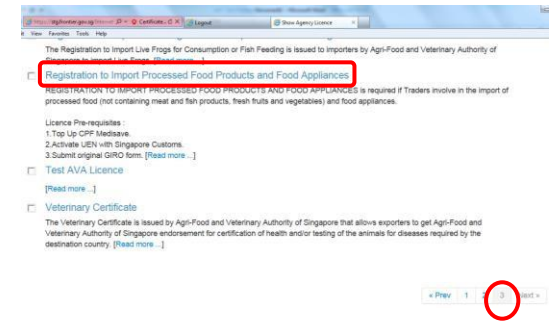 Certificate...
Logout
Show Agency Licence
View Favorites Tools Help
The Registration to Import Live Frogs for Consumption or Fish Feeding is issued to importers by Agri-Food and Veterinary Authority of
Registration to Import Processed Food Products and Food Appliances
REGISTRATION TO IMPORT PROCESSED FOOD PRODUCTS AND FOOD APPLIANCES is required if Traders involve in the import of
processed food (not containing meat and fish products, fresh fruits and vegetables) and food appliances.
Licence Pre-requisites :
1.Top Up CPF Medisave.
2.Activate UEN with Singapore Customs.
3.Submit original GIRO form. [Read more ...]
Test AVA Licence
[Read more ...]
Veterinary Certificate
The Veterinary Certificate is issued by Agri-Food and Veterinary Authority of Singapore that allows exporters to get Agri-Food and
Veterinary Authority of Singapore endorsement for certification of health and/or testing of the animals for diseases required by the
destination country. [Read more ...]
« Prev 1 2 3 Next »